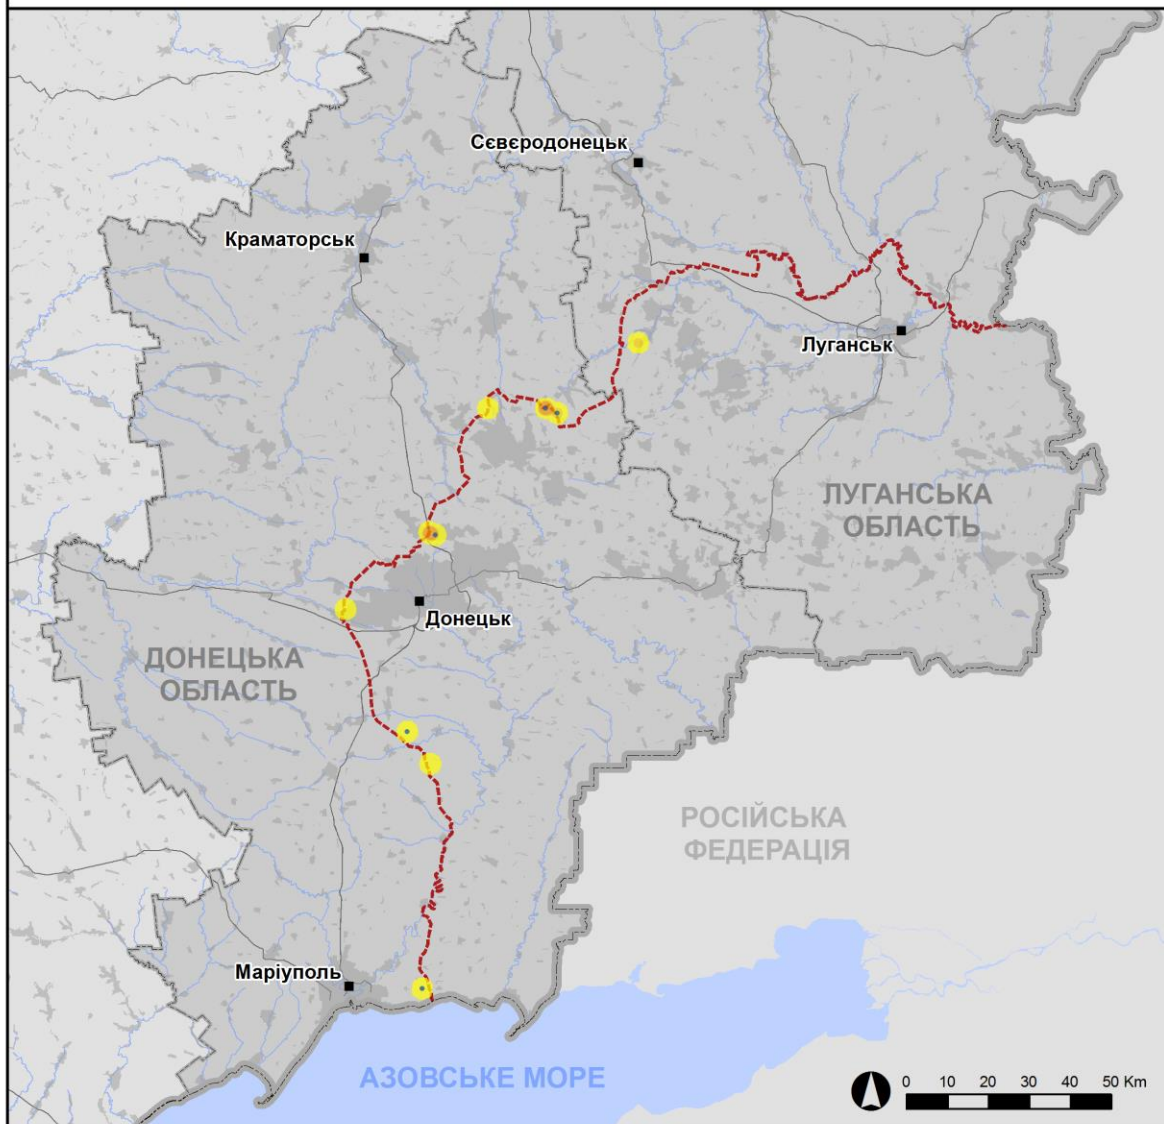 Сєвєродонецьк
Краматорськ
Луганськ
ЛУГАНСЬКА
ОБЛАСТЬ
Донецьк
ДОНЕЦЬКА
ОБЛАСТЬ
РОСІЙСЬКА
ФЕДЕРАЦІЯ
Маріуполь
АЗОВСЬКЕ МОРЕ
0 10 20 30 40 50 Km